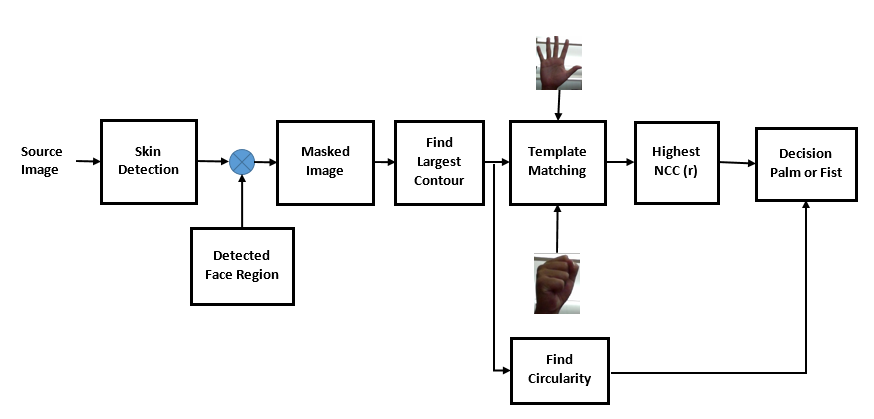 Source
Image
Skin
Detection
Detected
Face Region
Masked
Image
Find
Largest
Contour
Template
Matching
Highest
NCC (r)
Decision
Palm or Fist
Find
Circularity